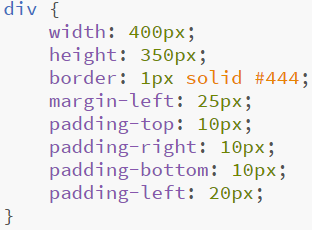 div {
    width: 400px;
    height: 350px;
    border: 1px solid #444;
    margin-left: 25px;
    padding-top: 10px;
    padding-right: 10px;
    padding-bottom: 10px;
    padding-left: 20px;
}